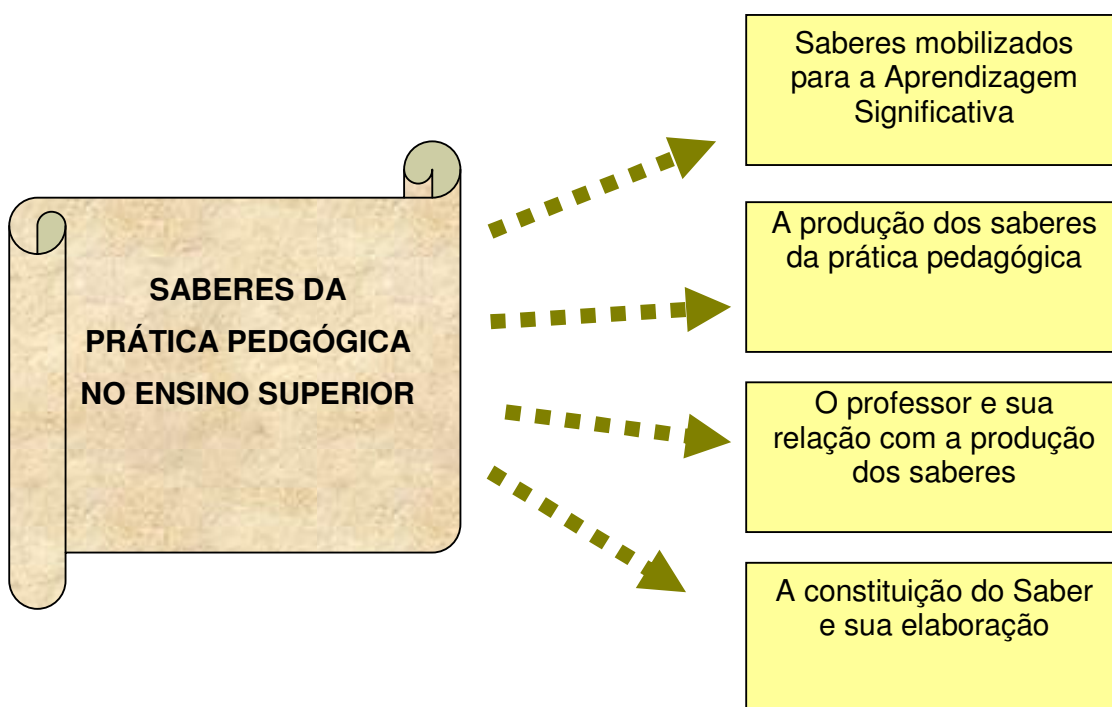 SABERES DA
PRÁTICA PEDGÓGICA
NO ENSINO SUPERIOR
Saberes mobilizados
para a Aprendizagem
Significativa
A produção dos saberes
da prática pedagógica
O professor e sua
relação com a produção
dos saberes
A constituição do Saber
e sua elaboração